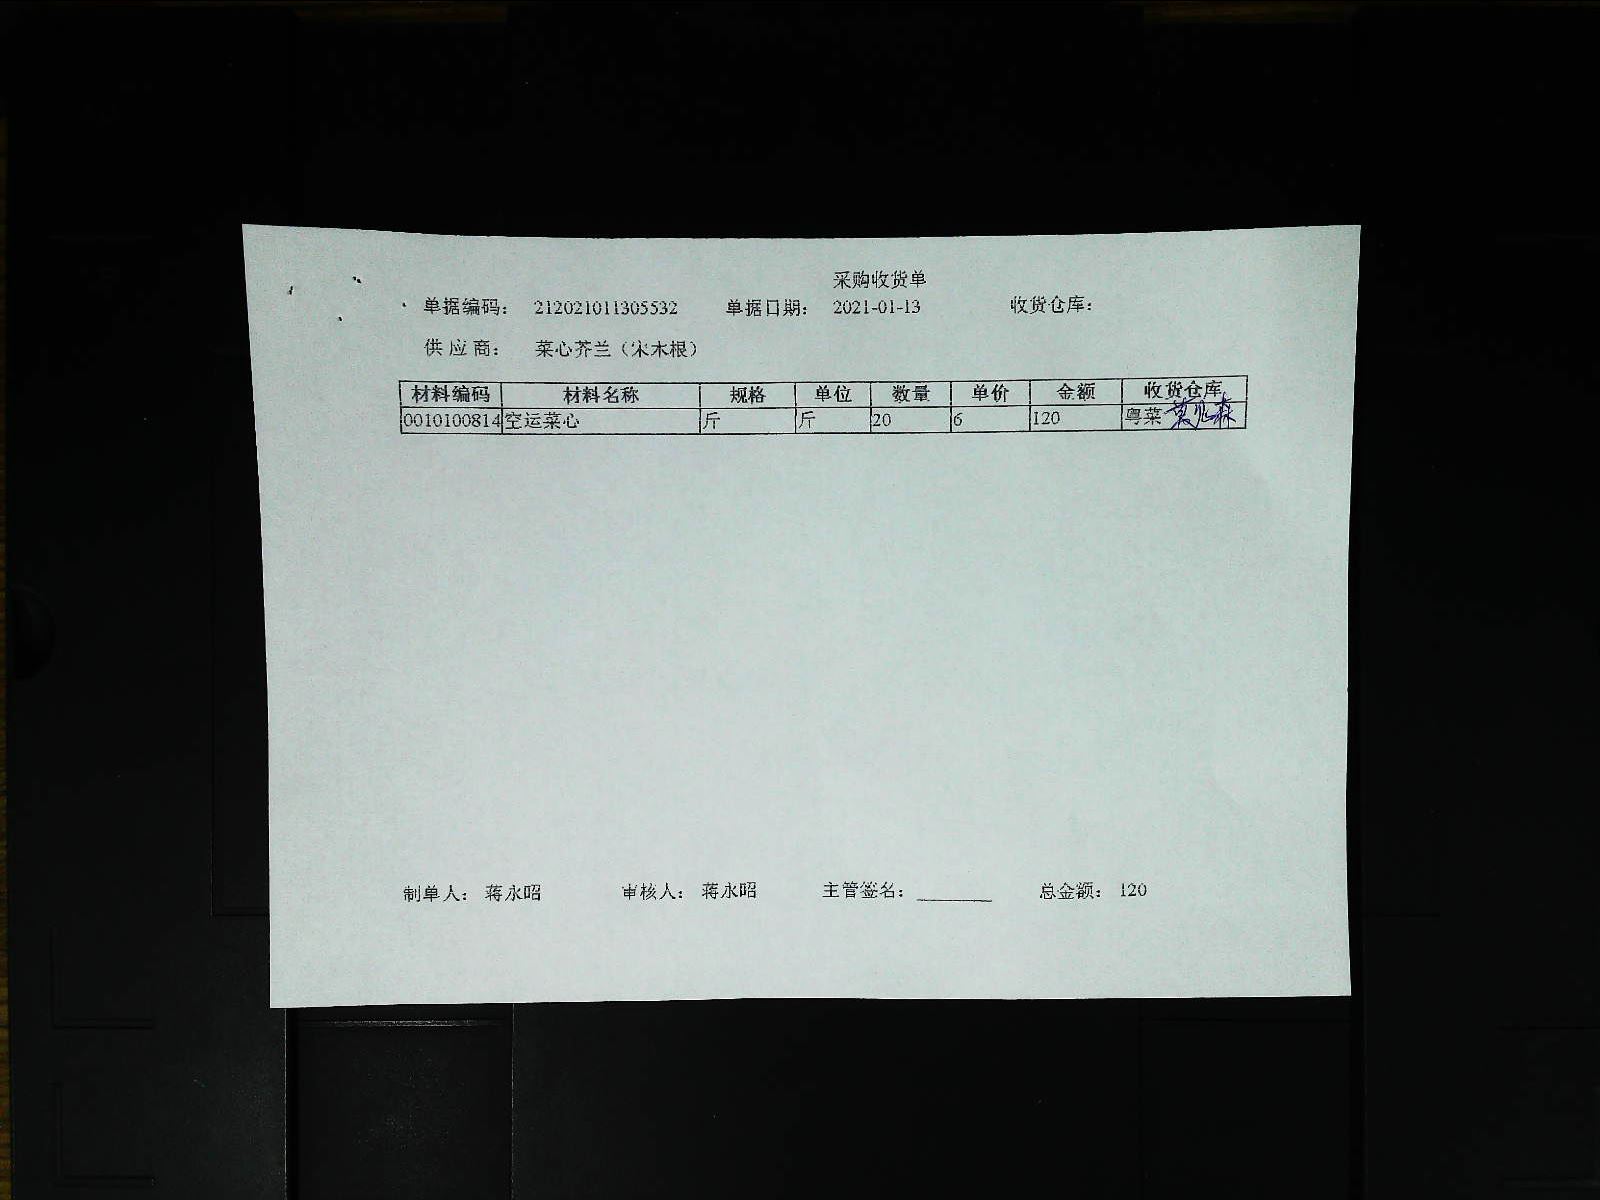 采购收货单
单据编码： 212021011305532 单据日期： 2021-01-13 收货仓库：
供 应 商： 菜心芥兰（宋木根）
材料编码 材料名称 规格 单位 数量 单价 金额 收货仓库
0010100814 空运菜心 斤 斤 20 6 120 粤菜
制单人： 蒋永昭 审核人： 蒋永昭 主管签名： 总金额： 120